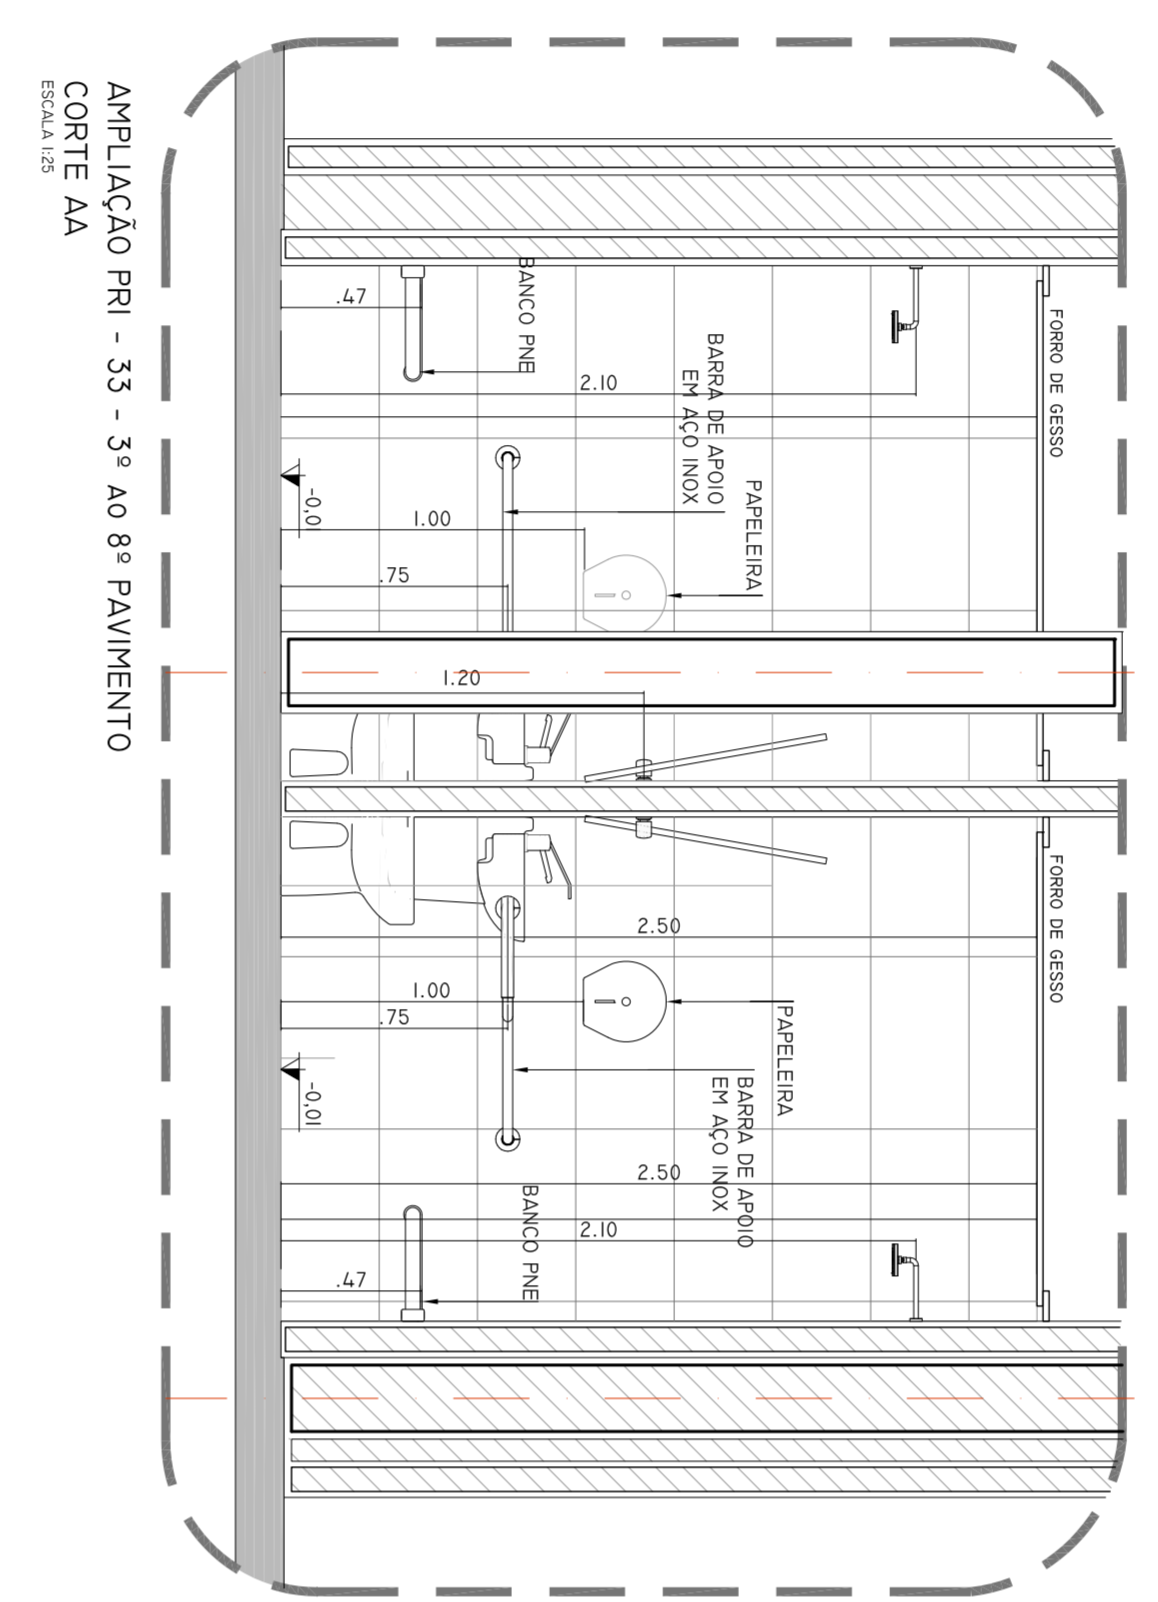 AMPLIAÇÃO PRI - 33 - 3º AO 8º PAVIMENTO
CORTE AA
ESCALA 1:25
FORRO DE GESSO
PAPELEIRA
BARRA DE APOIO
EM AÇO INOX
BANCO PNE
.47
2.10
-0,01
1.00
.75
1.20
FORRO DE GESSO
2.50
1.00
.75
PAPELEIRA
BARRA DE APOIO
EM AÇO INOX
-0,01
2.50
BANCO PNE
2.10
.47